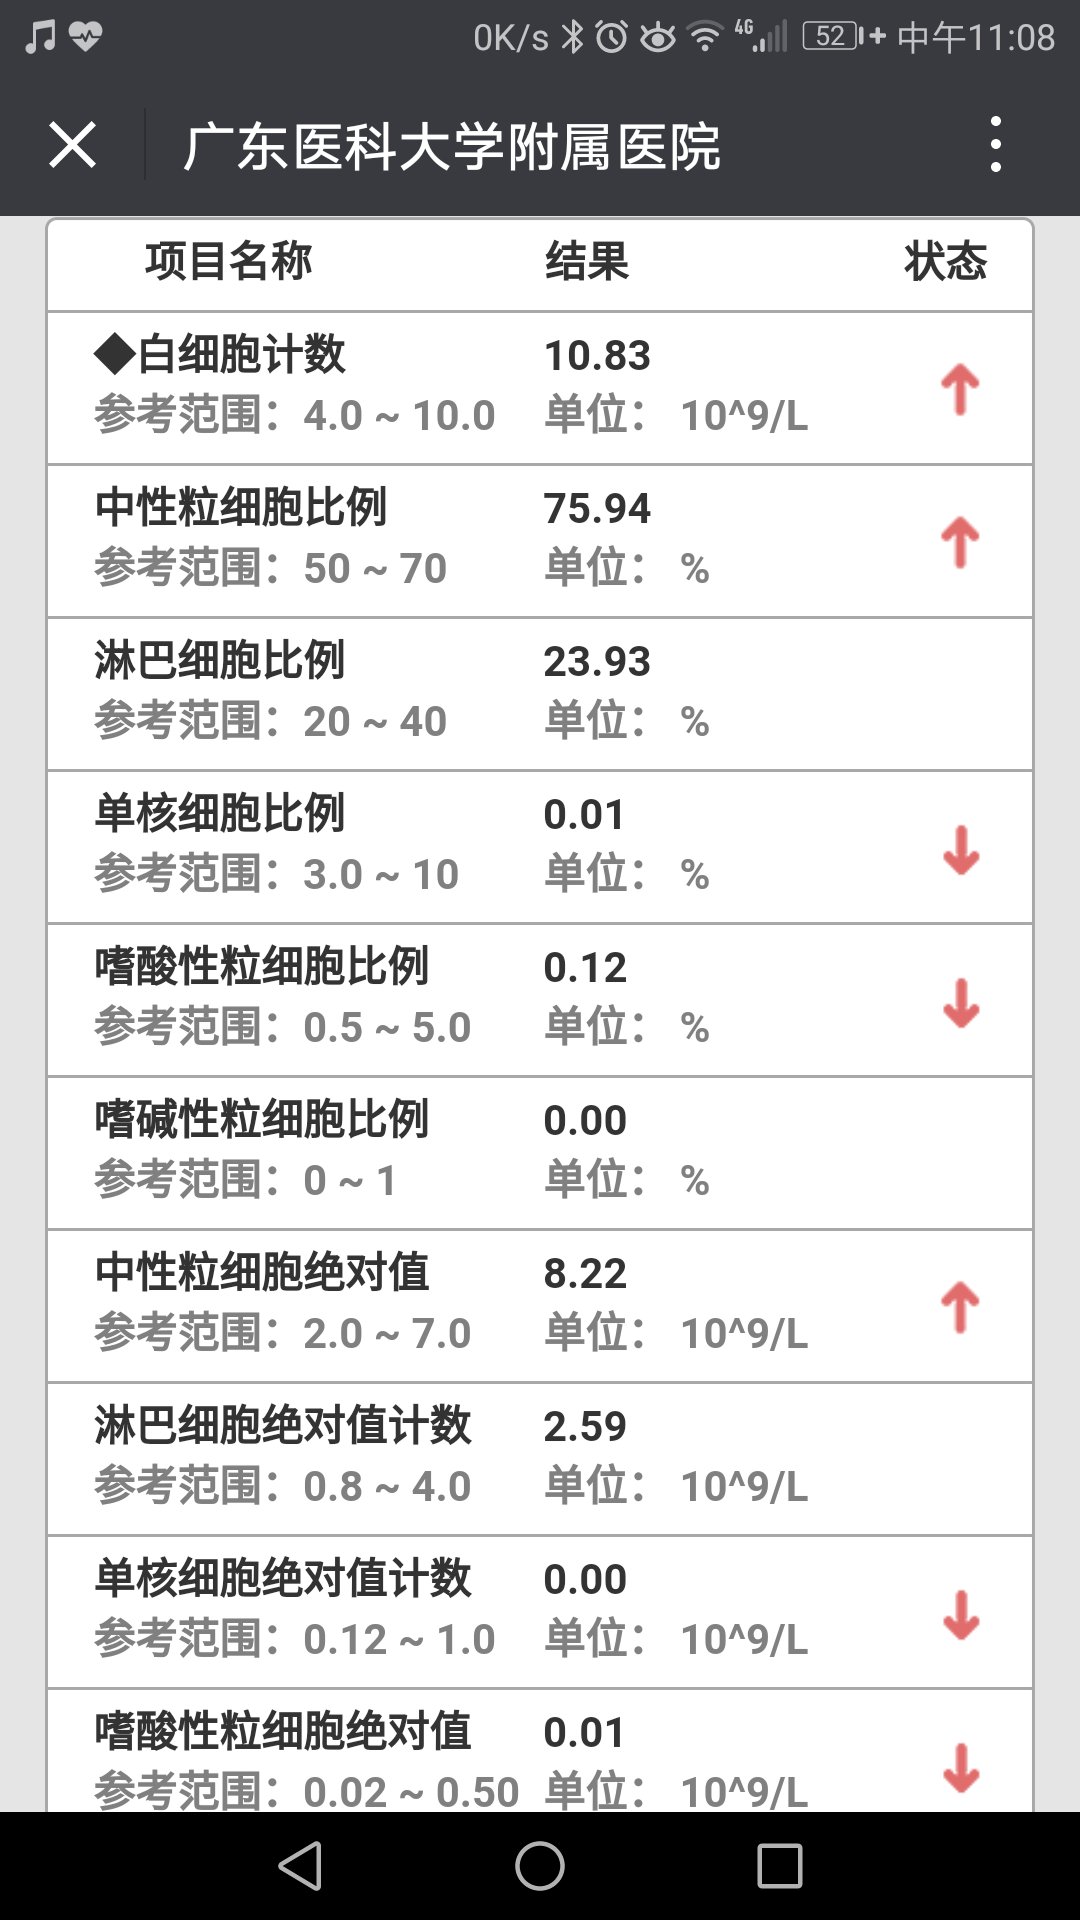 0K/s 4G 52 中午11:08
广东医科大学附属医院
项目名称 结果 状态
◆白细胞计数 10.83
参考范围：4.0 ~ 10.0 单位： 10^9/L
中性粒细胞比例 75.94
参考范围：50 ~ 70 单位： %
淋巴细胞比例 23.93
参考范围：20 ~ 40 单位： %
单核细胞比例 0.01
参考范围：3.0 ~ 10 单位： %
嗜酸性粒细胞比例 0.12
参考范围：0.5 ~ 5.0 单位： %
嗜碱性粒细胞比例 0.00
参考范围：0 ~ 1 单位： %
中性粒细胞绝对值 8.22
参考范围：2.0 ~ 7.0 单位： 10^9/L
淋巴细胞绝对值计数 2.59
参考范围：0.8 ~ 4.0 单位： 10^9/L
单核细胞绝对值计数 0.00
参考范围：0.12 ~ 1.0 单位： 10^9/L
嗜酸性粒细胞绝对值 0.01
参考范围：0.02 ~ 0.50 单位： 10^9/L